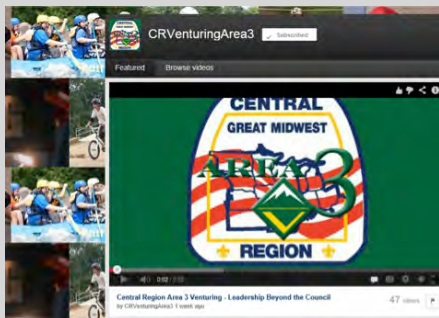 CRVenturingArea3
Subscribed
Featured
Browse videos
CENTRAL
GREAT MIDWEST
AREA 3
REGION
Central Region Area 3 Venturing - Leadership Beyond the Council
by CRVenturingArea3 1 week ago
47 views